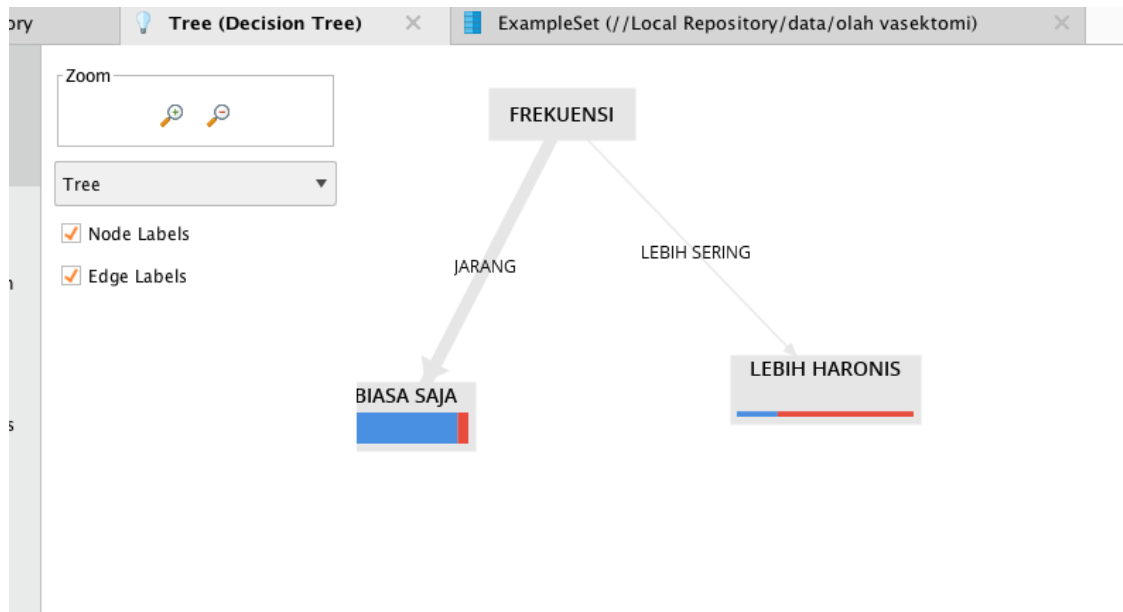 ory
Tree (Decision Tree)
ExampleSet (//Local Repository/data/olah vasektomi)
Zoom
Tree
Node Labels
Edge Labels
FREKUENSI
JARANG
LEBIH SERING
BIASA SAJA
LEBIH HARONIS
n
s